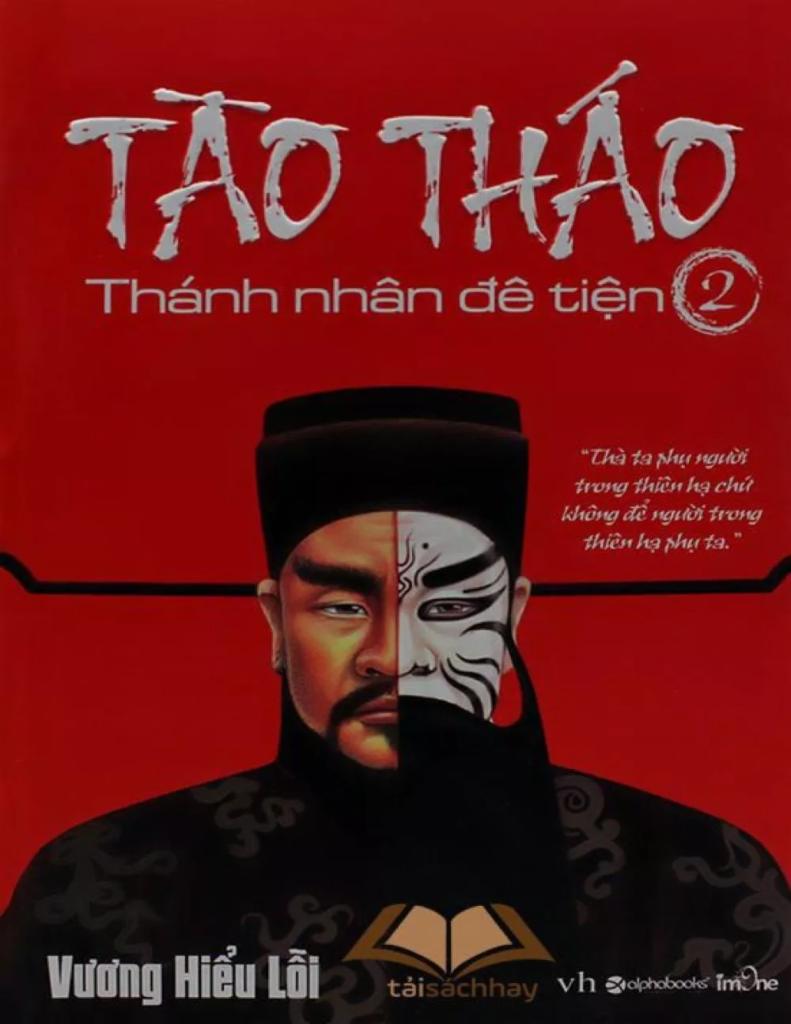 TÀO THÁO
Thánh nhân đê tiện 2
"Thà ta phụ người
trong thiên hạ chứ
không để người trong
thiên hạ phụ ta."
Vương Hiểu Lỗi
tảisáchhay
vh alphabooks imOne